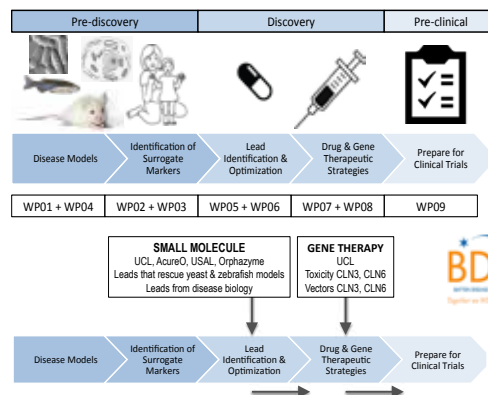 Pre-discovery
Discovery
Pre-clinical
Disease Models
Identification of
Surrogate
Markers
Lead
Identification &
Optimization
Drug & Gene
Therapeutic
Strategies
Prepare for
Clinical Trials
WP01 + WP04
WP02 + WP03
WP05 + WP06
WP07 + WP08
WP09
SMALL MOLECULE
UCL, AcureO, USAL, Orphazyme
Leads that rescue yeast & zebrafish models
Leads from disease biology
GENE THERAPY
UCL
Toxicity CLN3, CLN6
Vectors CLN3, CLN6
BD
Disease Models
Identification of
Surrogate
Markers
Lead
Identification &
Optimization
Drug & Gene
Therapeutic
Strategies
Prepare for
Clinical Trials